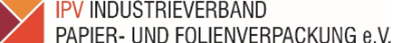 IPV INDUSTRIEVERBAND
PAPIER- UND FOLIENVERPACKUNG e.V.